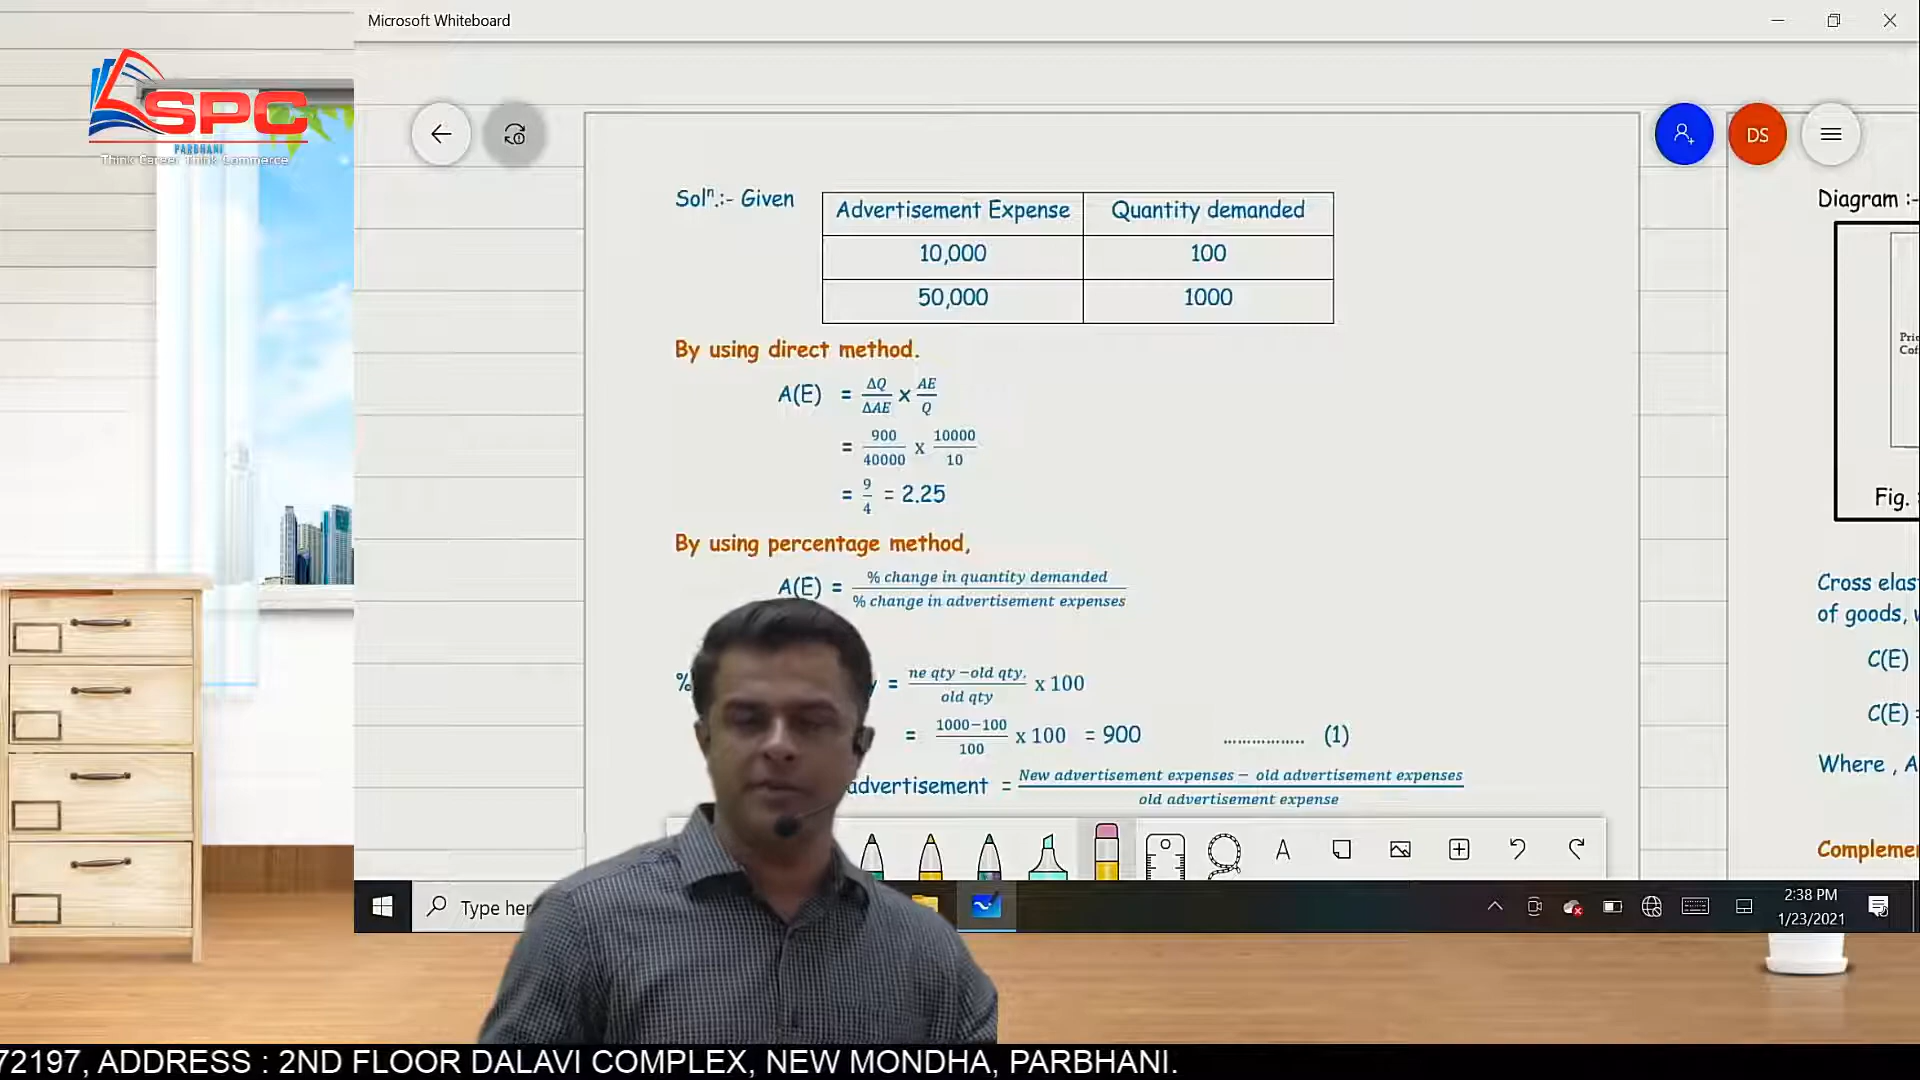 Microsoft Whiteboard
SPC
PARBHANI
Think Career Think Commerce
DS
Solⁿ.:- Given
Advertisement Expense Quantity demanded
10,000 100
50,000 1000
By using direct method.
A(E) = ΔQ/ΔAE x AE/Q
= 900/40000 x 10000/10
= 9/4 = 2.25
By using percentage method,
A(E) = % change in quantity demanded/% change in advertisement expenses
% = ne qty −old qty,/old qty x 100
= 1000−100/100 x 100 = 900 ................ (1)
advertisement = New advertisement expenses − old advertisement expenses/old advertisement expense
Diagram :-
Fig.
Cross elas
of goods,
C(E)
C(E) =
Where , A
Complemen
Type her
2:38 PM
1/23/2021
72197, ADDRESS : 2ND FLOOR DALAVI COMPLEX, NEW MONDHA, PARBHANI.